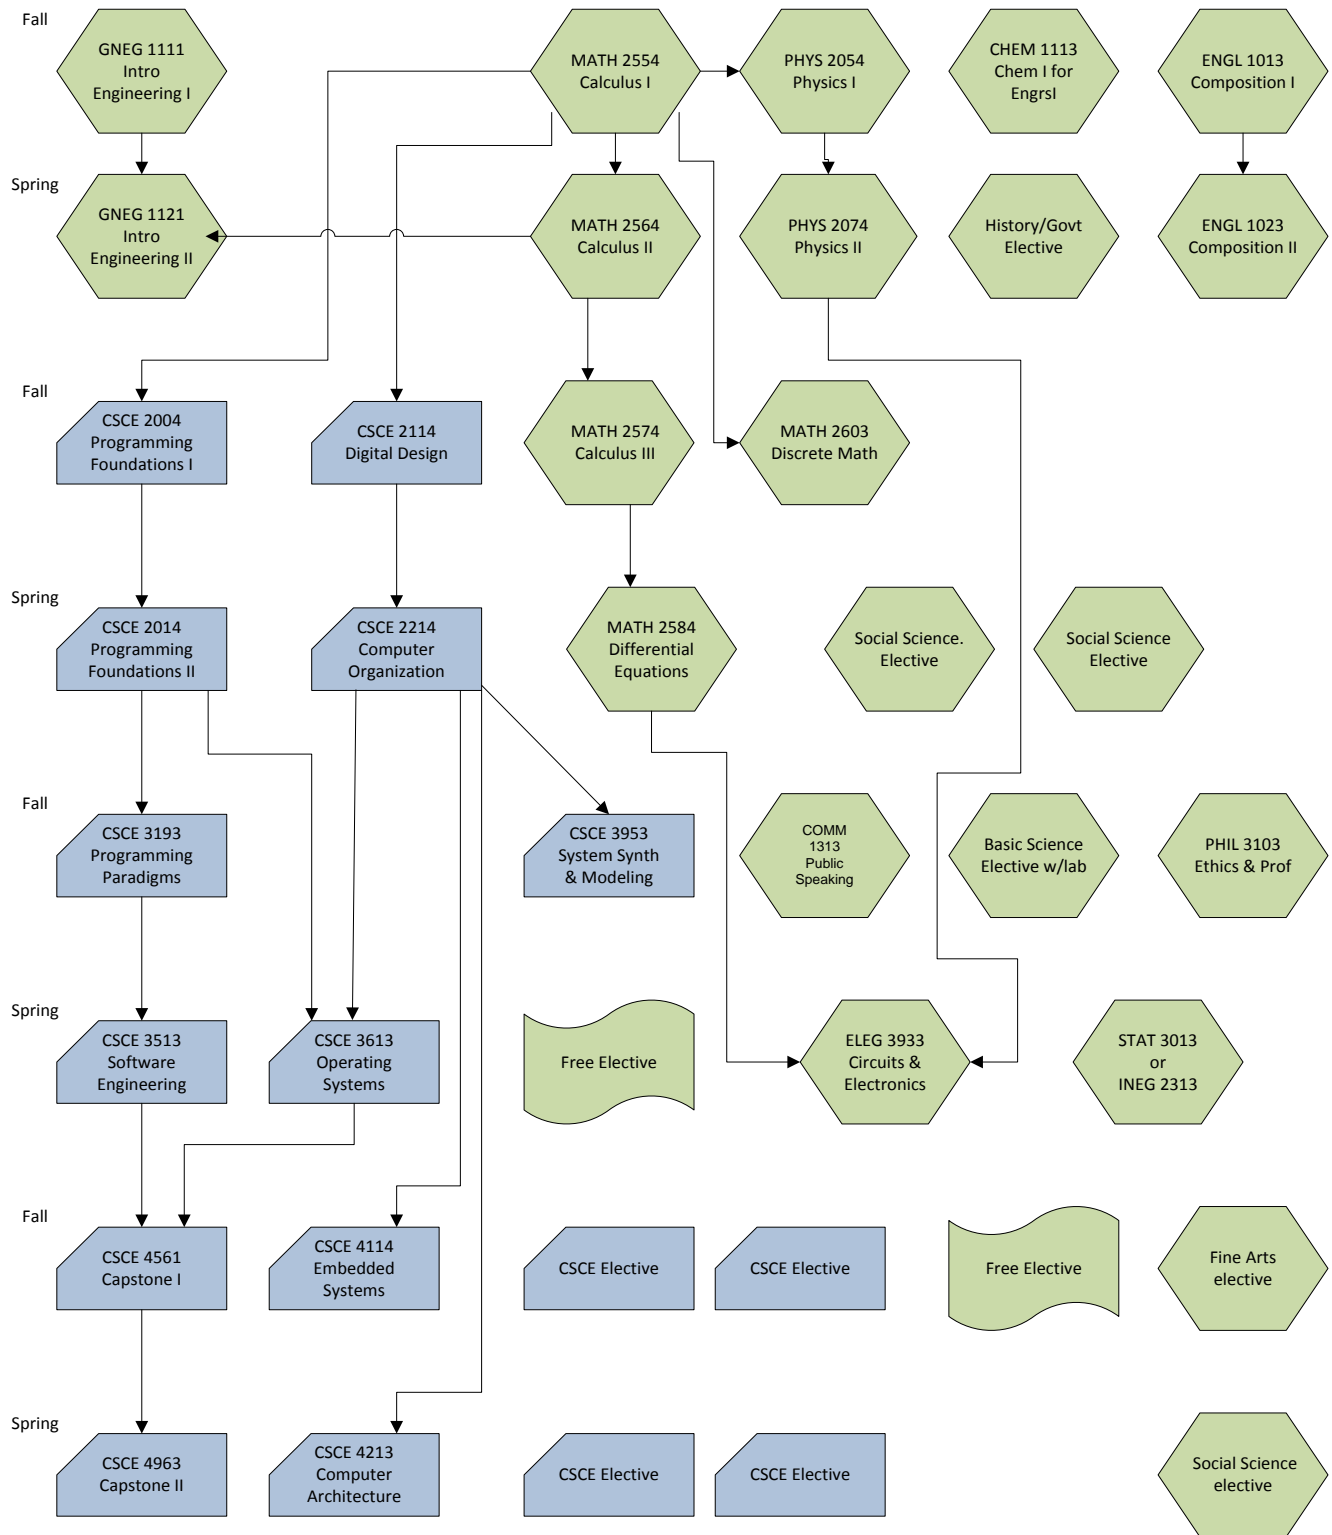 Fall
GNEG 1111
Intro
Engineering I
MATH 2554
Calculus I
PHYS 2054
Physics I
CHEM 1113
Chem I for
EngrsI
ENGL 1013
Composition I
Spring
GNEG 1121
Intro
Engineering II
MATH 2564
Calculus II
PHYS 2074
Physics II
History/Govt
Elective
ENGL 1023
Composition II
Fall
CSCE 2004
Programming
Foundations I
CSCE 2114
Digital Design
MATH 2574
Calculus III
MATH 2603
Discrete Math
Spring
CSCE 2014
Programming
Foundations II
CSCE 2214
Computer
Organization
MATH 2584
Differential
Equations
Social Science.
Elective
Social Science
Elective
Fall
CSCE 3193
Programming
Paradigms
CSCE 3953
System Synth
& Modeling
COMM
1313
Public
Speaking
Basic Science
Elective w/lab
PHIL 3103
Ethics & Prof
Spring
CSCE 3513
Software
Engineering
CSCE 3613
Operating
Systems
Free Elective
ELEG 3933
Circuits &
Electronics
STAT 3013
or
INEG 2313
Fall
CSCE 4561
Capstone I
CSCE 4114
Embedded
Systems
CSCE Elective
CSCE Elective
Free Elective
Fine Arts
elective
Spring
CSCE 4963
Capstone II
CSCE 4213
Computer
Architecture
CSCE Elective
CSCE Elective
Social Science
elective